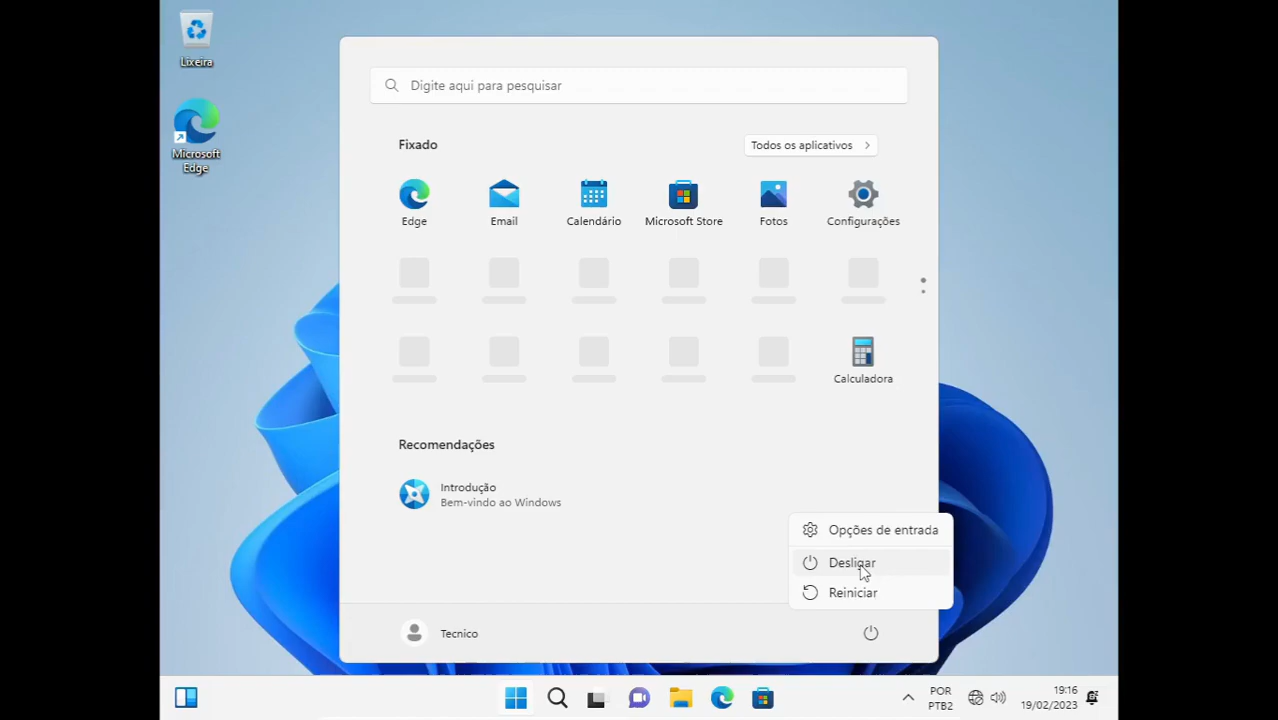 Lixeira
Microsoft
Edge
Digite aqui para pesquisar
Fixado
Todos os aplicativos
Edge
Email
Calendário
Microsoft Store
Fotos
Configurações
Calculadora
Recomendações
Introdução
Bem-vindo ao Windows
Opções de entrada
Desligar
Reiniciar
Tecnico
POR
PTB2
19:16
19/02/2023